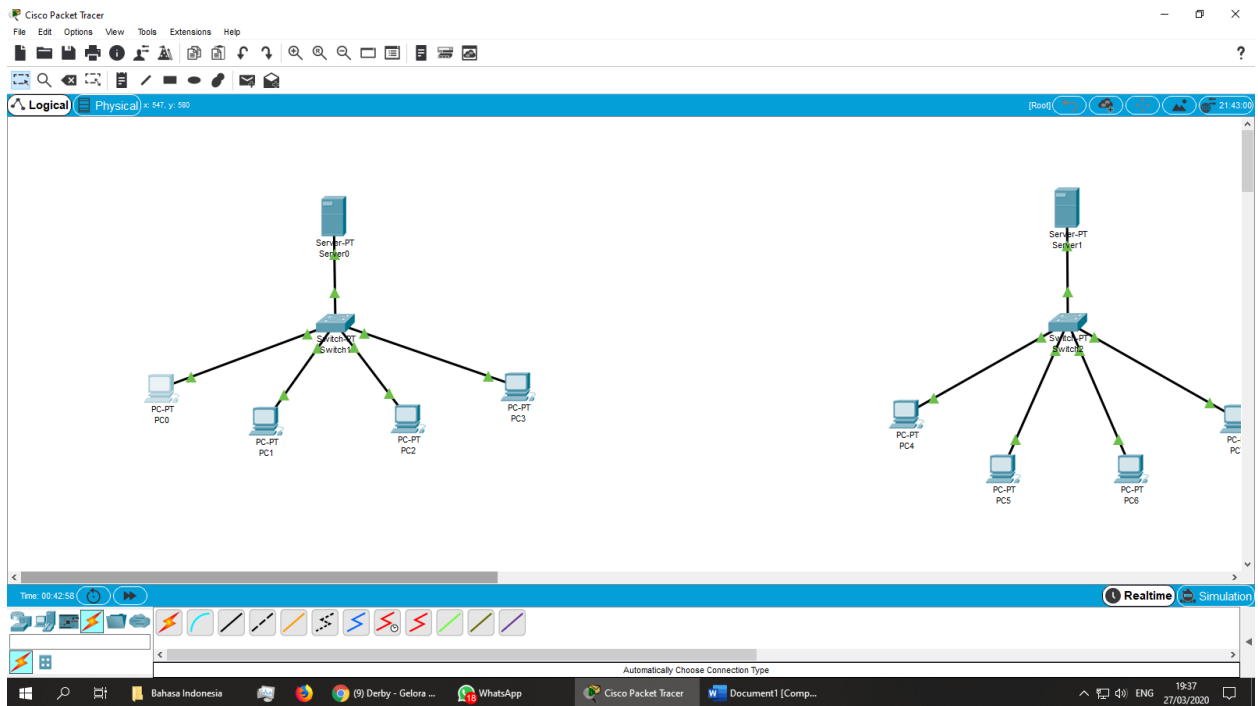 Cisco Packet Tracer
File Edit Options View Tools Extensions Help
?
Logical Physical x: 547, y: 580 [Root] 21:43:00
Server-PT
Server0
Server-PT
Server1
Switch-PT
Switch1
Switch-PT
Switch2
PC-PT
PC0
PC-PT
PC1
PC-PT
PC2
PC-PT
PC3
PC-PT
PC4
PC-PT
PC5
PC-PT
PC6
Time: 00:42:58 Realtime Simulation
Automatically Choose Connection Type
Bahasa Indonesia (9) Derby - Gelora ... 18 WhatsApp Cisco Packet Tracer Document1 [Comp... ENG 19:37
27/03/2020